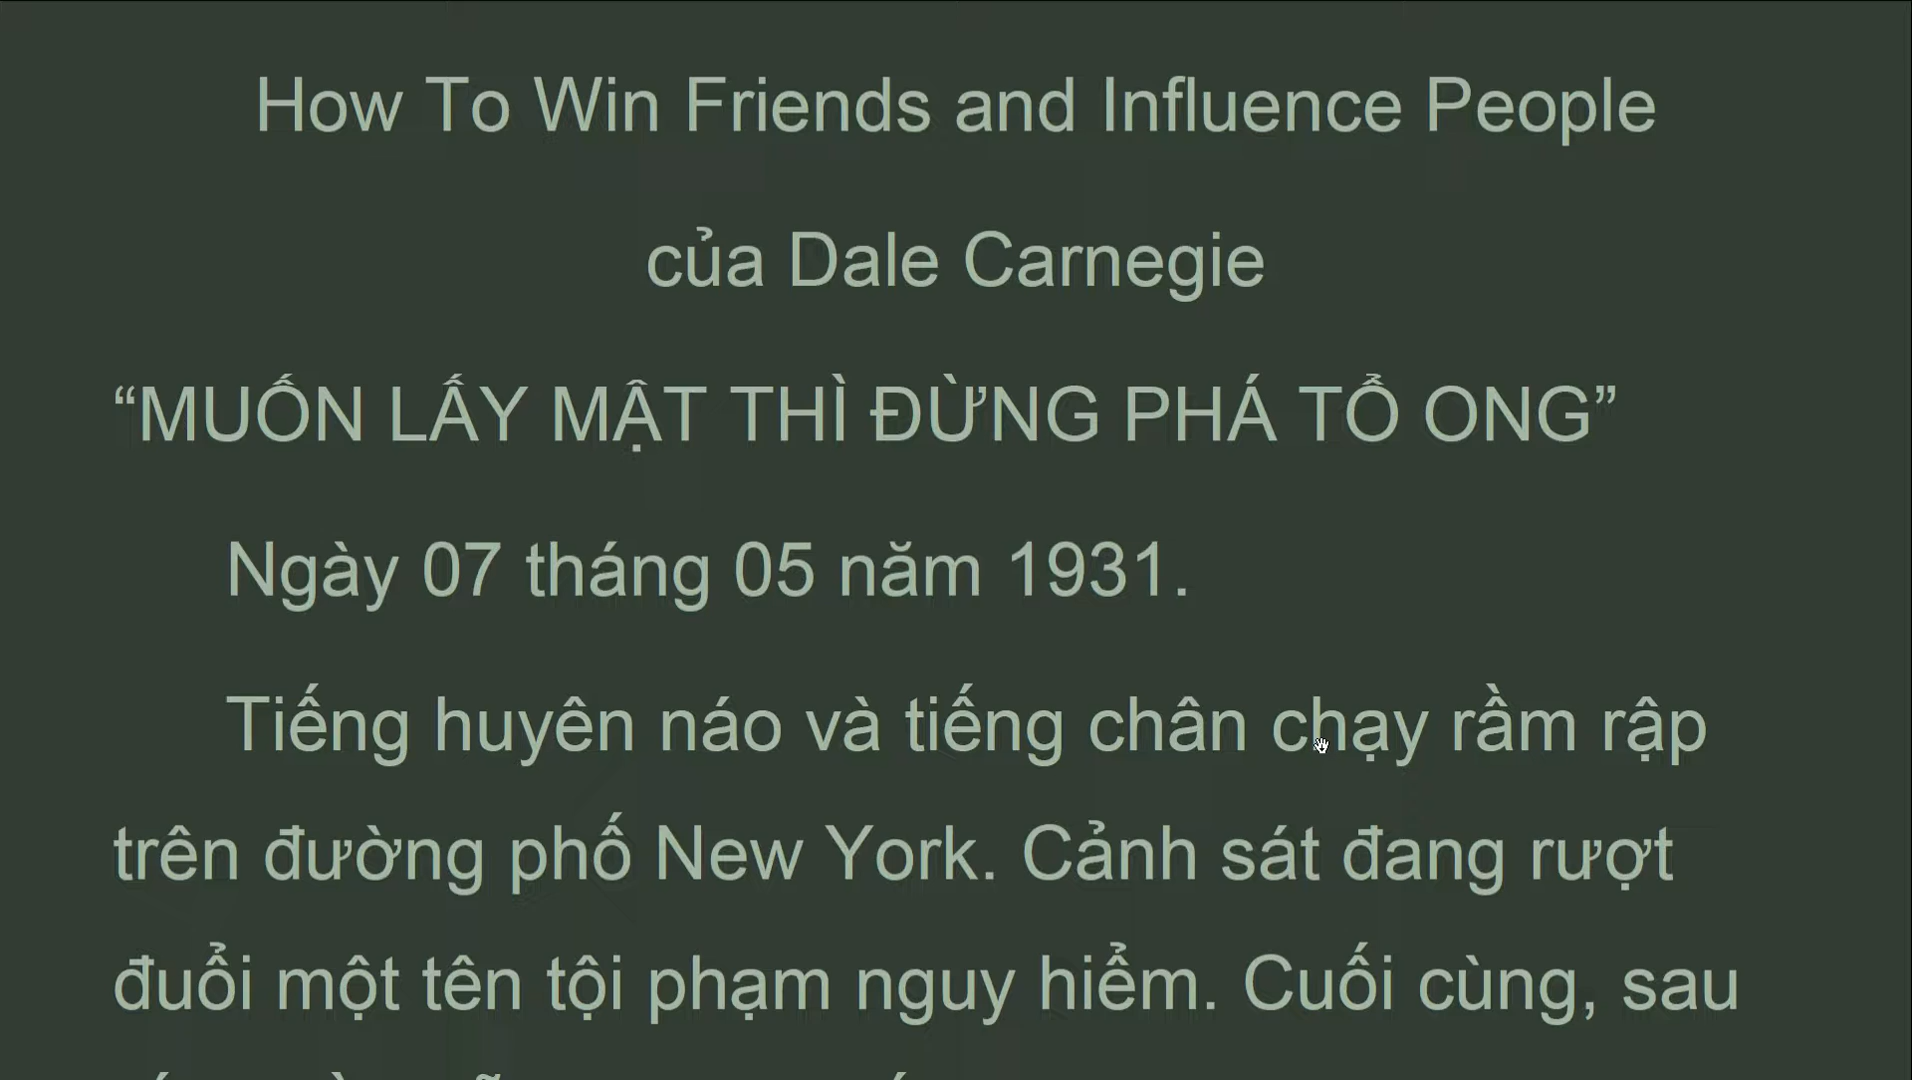 How To Win Friends and Influence People
của Dale Carnegie
“MUỐN LẤY MẬT THÌ ĐỪNG PHÁ TỔ ONG”
Ngày 07 tháng 05 năm 1931.
Tiếng huyên náo và tiếng chân chạy rầm rập
trên đường phố New York. Cảnh sát đang rượt
đuổi một tên tội phạm nguy hiểm. Cuối cùng, sau